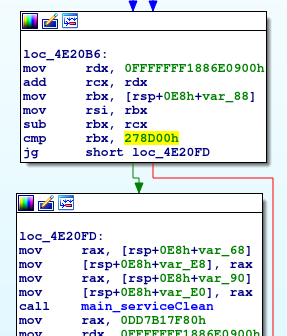 loc_4E20B6:
mov rdx, 0FFFFFFF1886E0900h
add rcx, rdx
mov rbx, [rsp+0E8h+var_88]
mov rsi, rbx
sub rbx, rcx
cmp rbx, 278D00h
jg short loc_4E20FD
loc_4E20FD:
mov rax, [rsp+0E8h+var_68]
mov [rsp+0E8h+var_E8], rax
mov rax, [rsp+0E8h+var_90]
mov [rsp+0E8h+var_E0], rax
call main_serviceClean
mov rax, 0DD7B17F80h
mov rdx, 0FFFFFFF1886E0900h